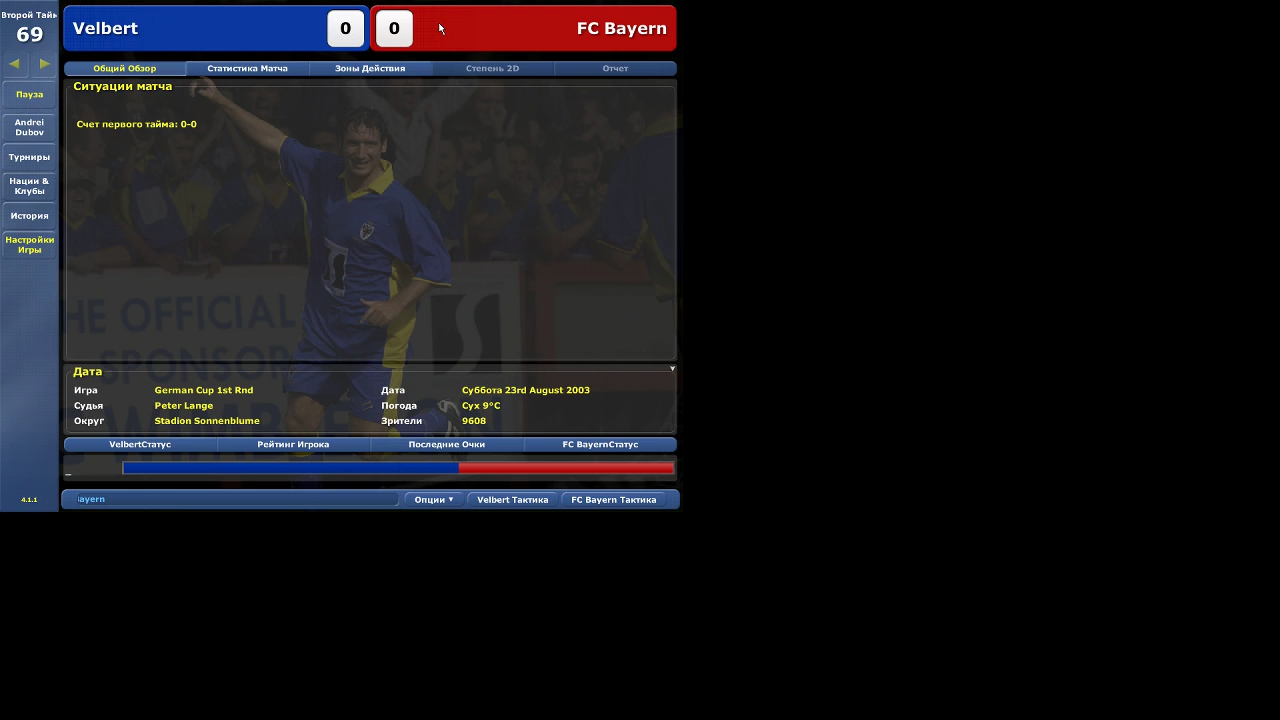 Второй Тайм
69
Velbert
0
0
FC Bayern
Общий Обзор
Статистика Матча
Зоны Действия
Степень 2D
Отчет
Пауза
Andrei
Dubov
Турниры
Нации &
Клубы
История
Настройки
Игры
Ситуации матча
Счет первого тайма: 0-0
THE OFFICIAL
SPONSOR
Дата
Игра German Cup 1st Rnd Дата Суббота 23rd August 2003
Судья Peter Lange Погода Сух 9°C
Округ Stadion Sonnenblume Зрители 9608
VelbertСтатус
Рейтинг Игрока
Последние Очки
FC BayernСтатус
4.1.1
ayern
Опции
Velbert Тактика
FC Bayern Тактика